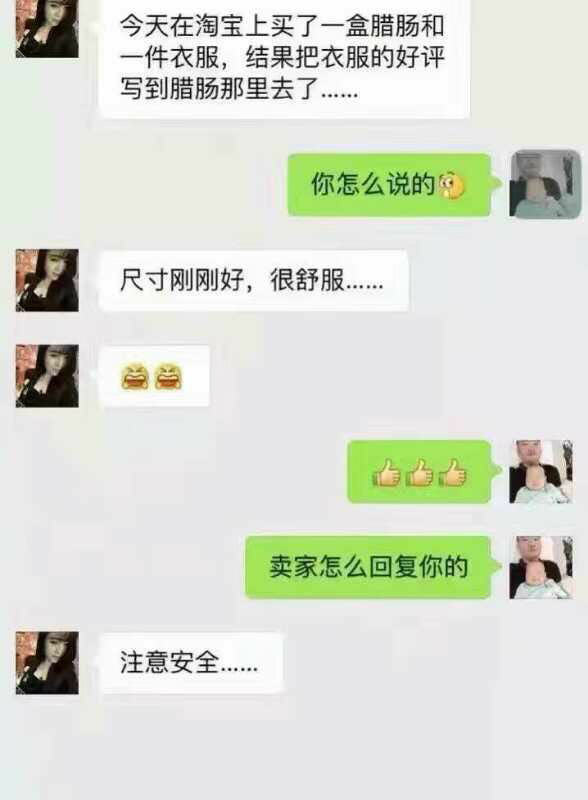 今天在淘宝上买了一盒腊肠和
一件衣服，结果把衣服的好评
写到腊肠那里去了......
你怎么说的
尺寸刚刚好，很舒服......
卖家怎么回复你的
注意安全......